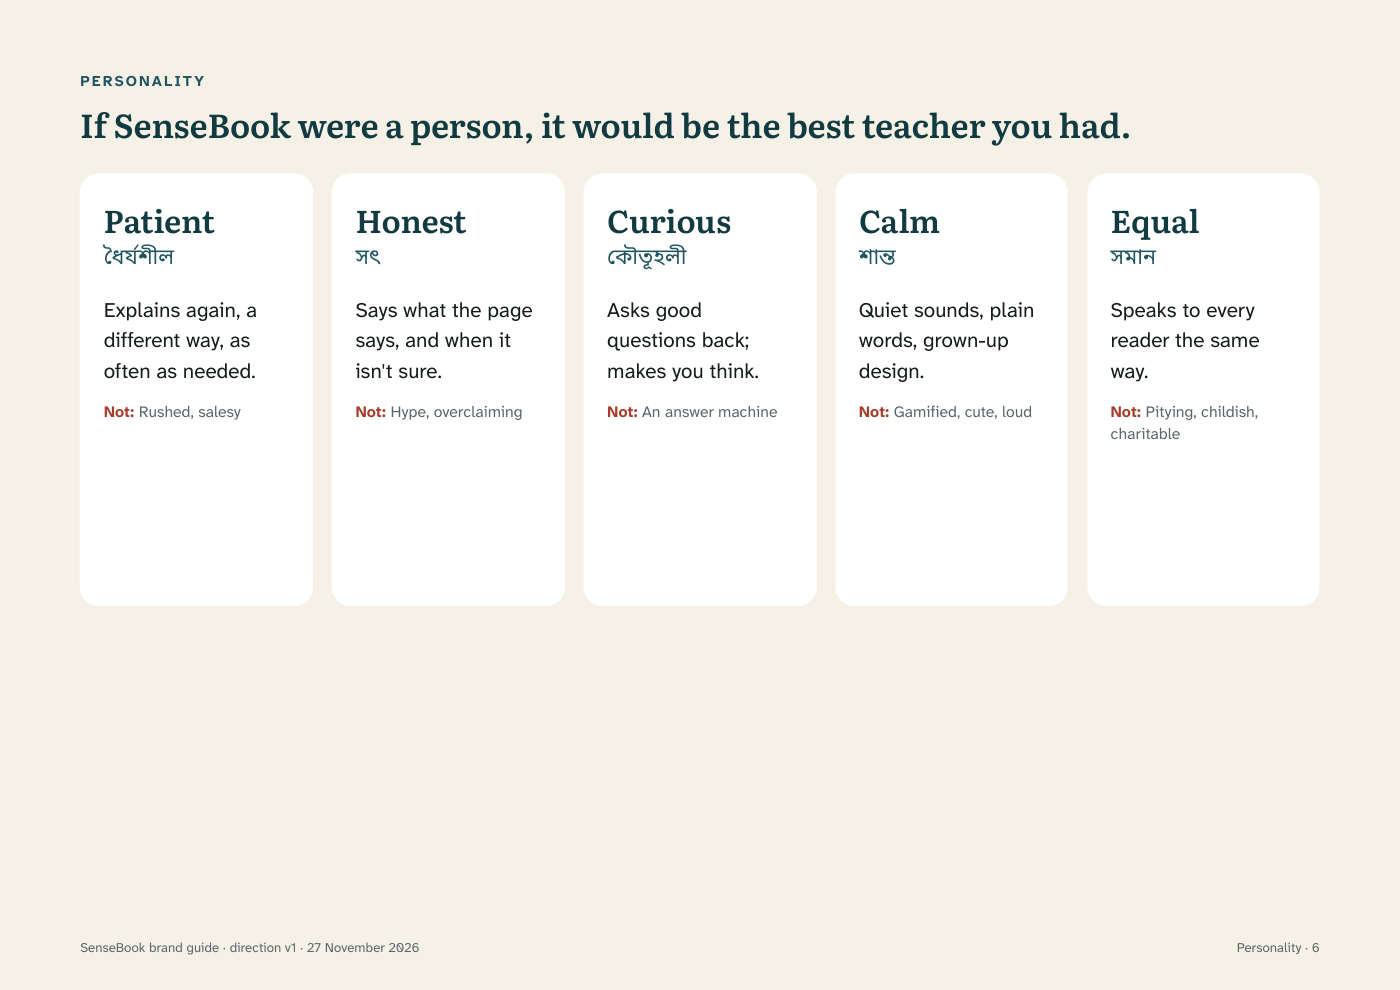 PERSONALITY
If SenseBook were a person, it would be the best teacher you had.
Patient
ধৈর্যশীল
Explains again, a
different way, as
often as needed.
Not: Rushed, salesy
Honest
সৎ
Says what the page
says, and when it
isn't sure.
Not: Hype, overclaiming
Curious
কৌতূহলী
Asks good
questions back;
makes you think.
Not: An answer machine
Calm
শান্ত
Quiet sounds, plain
words, grown-up
design.
Not: Gamified, cute, loud
Equal
সমান
Speaks to every
reader the same
way.
Not: Pitying, childish,
charitable
SenseBook brand guide · direction v1 · 27 November 2026
Personality · 6